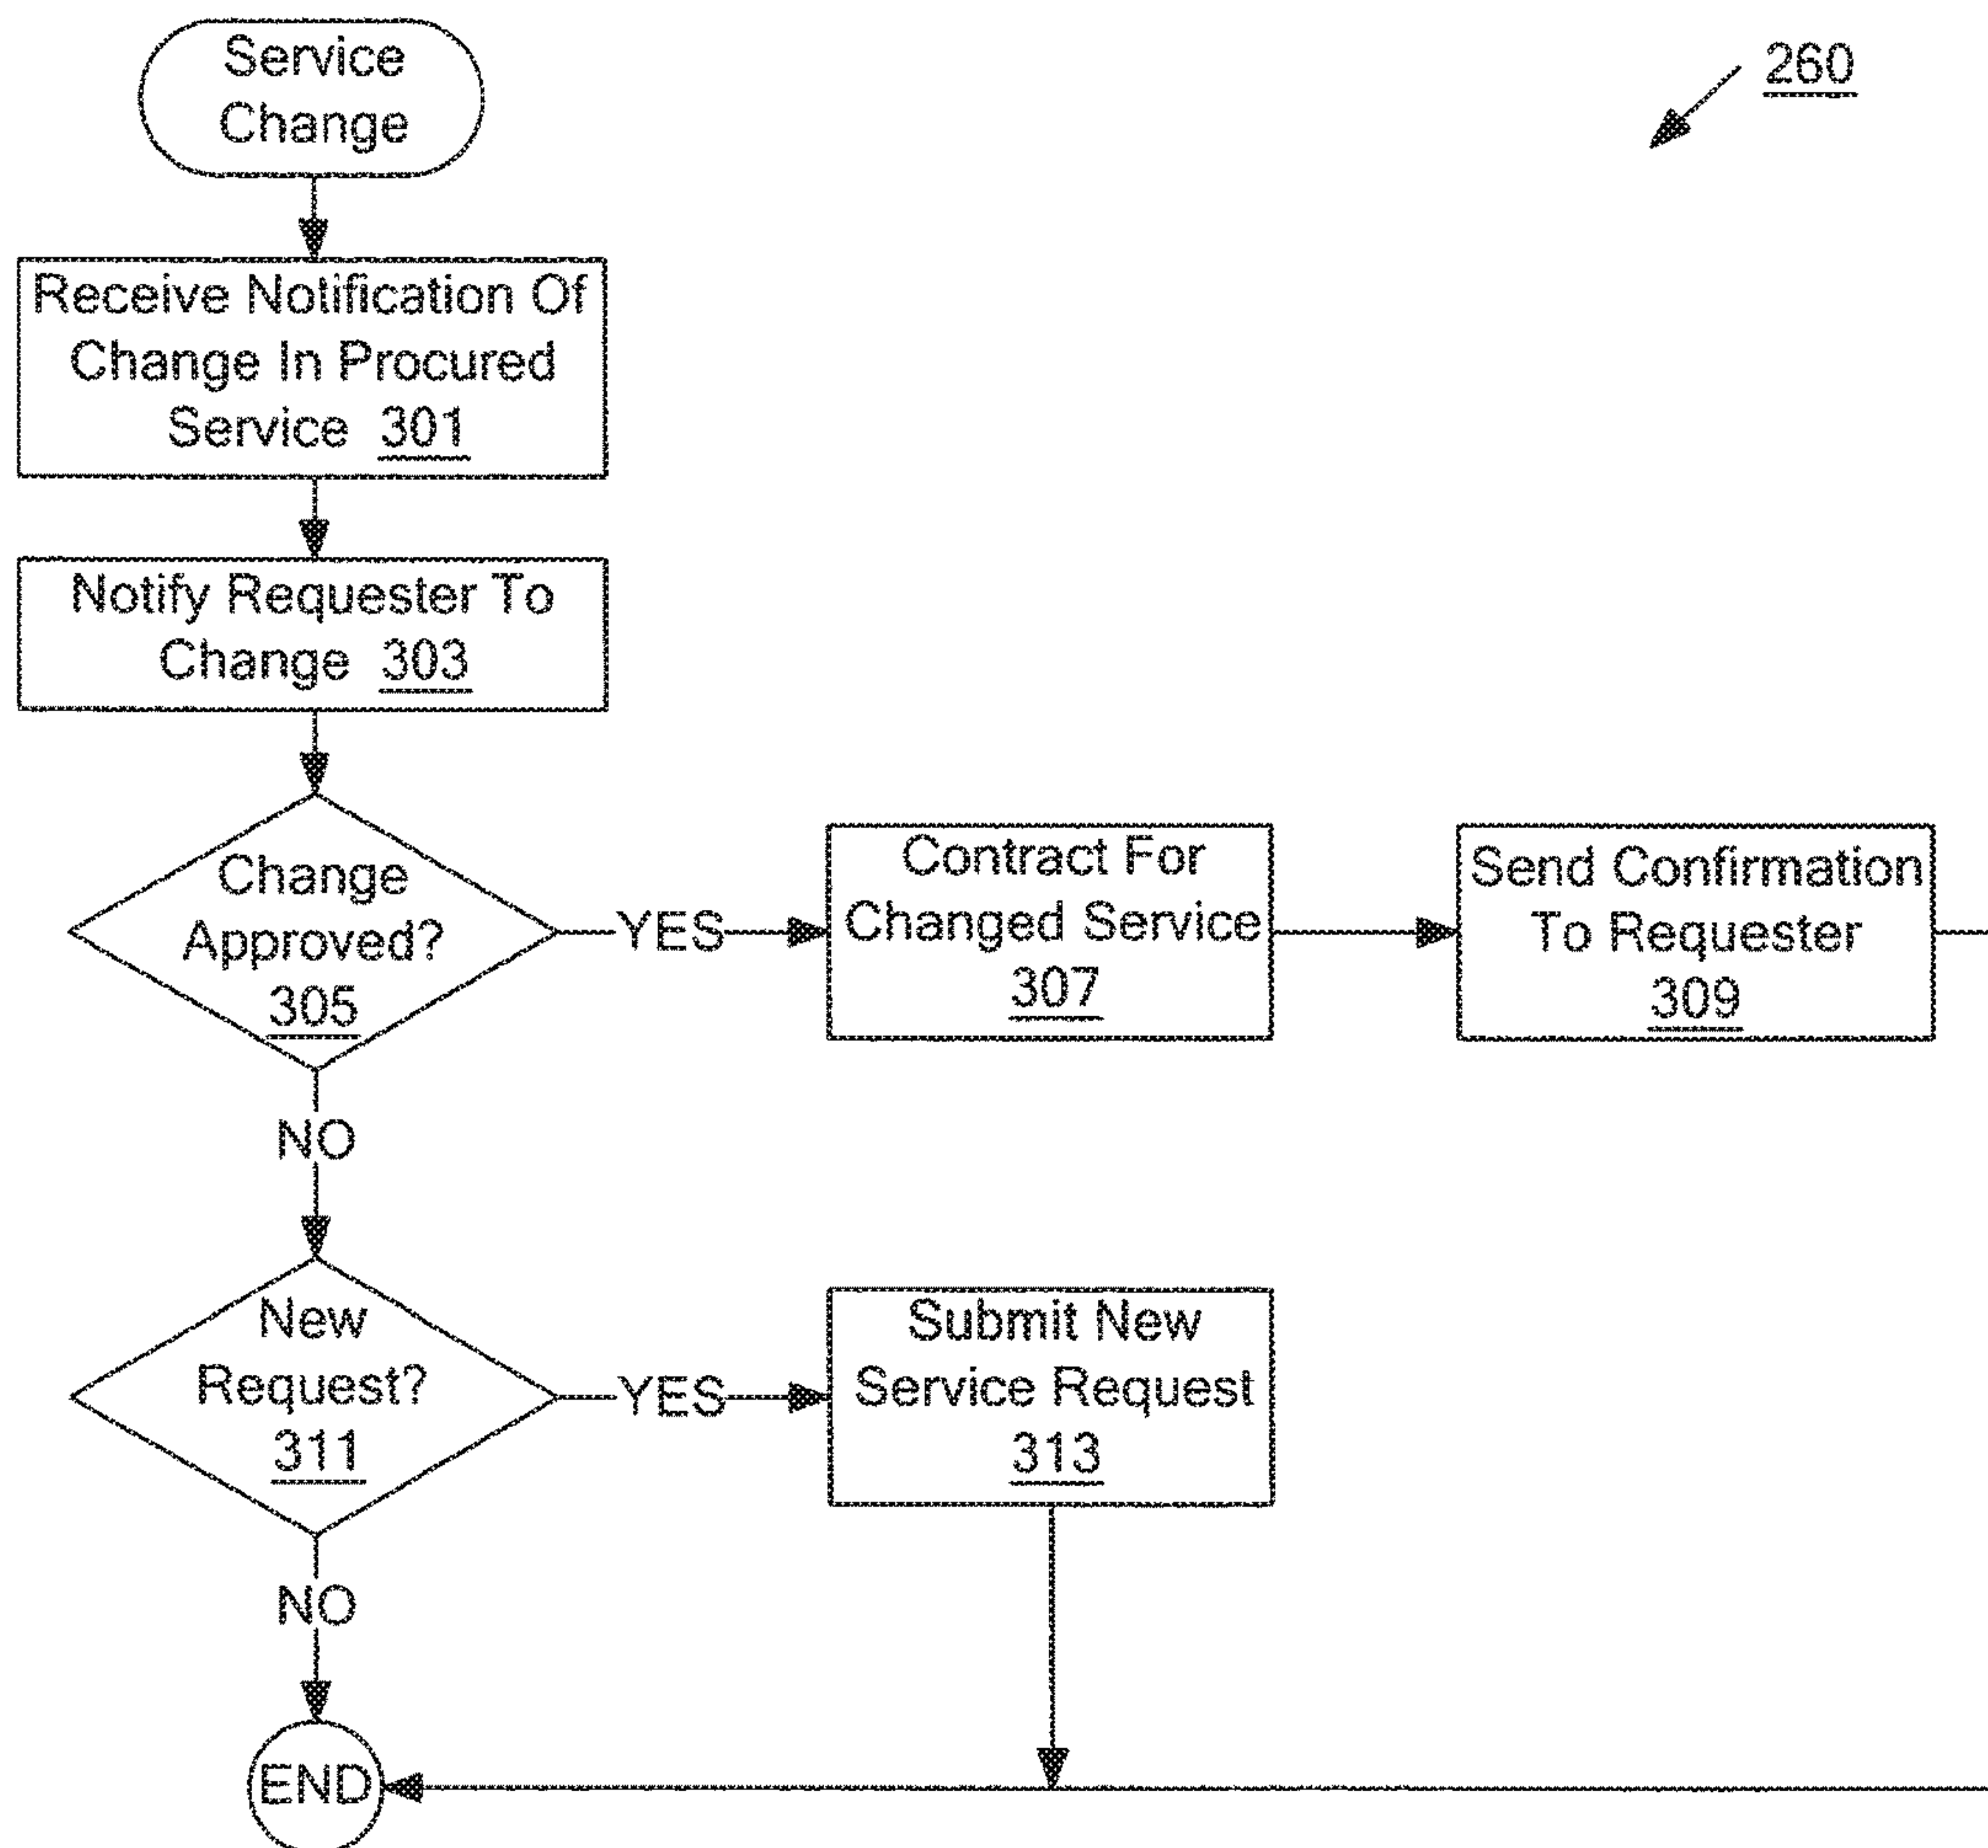 Service
Change
260
Receive Notification Of
Change In Procured
Service 301
Notify Requester To
Change 303
Change
Approved?
305
YES
Contract For
Changed Service
307
Send Confirmation
To Requester
309
NO
New
Request?
311
YES
Submit New
Service Request
313
NO
END